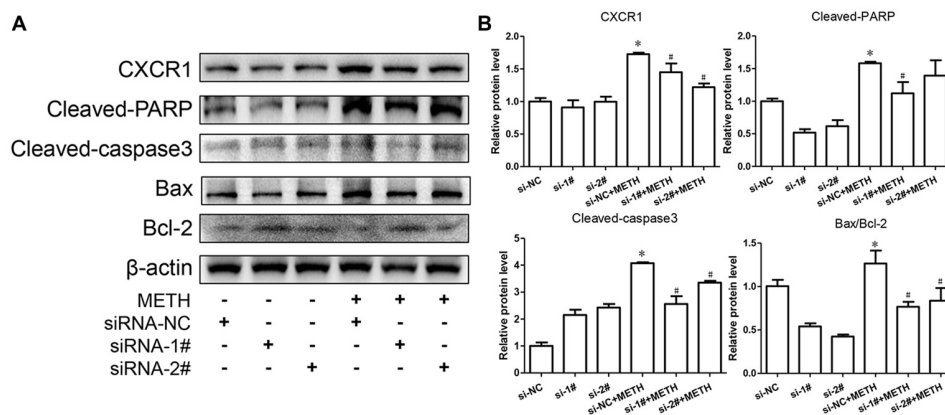 A
CXCR1
Cleaved-PARP
Cleaved-caspase3
Bax
Bcl-2
β-actin
METH - - - + + +
siRNA-NC + - - + - -
siRNA-1# - + - - + -
siRNA-2# - - + - - +
B
CXCR1
Relative protein level
2.0
1.5
1.0
0.5
0.0
si-NC
si-1#
si-2#
si-NC+METH
si-1#+METH
si-2#+METH
*
#
#
Cleaved-PARP
Relative protein level
2.0
1.5
1.0
0.5
0.0
si-NC
si-1#
si-2#
si-NC+METH
si-1#+METH
si-2#+METH
*
#
Cleaved-caspase3
Relative protein level
6
4
2
0
si-NC
si-1#
si-2#
si-NC+METH
si-1#+METH
si-2#+METH
*
#
#
Bax/Bcl-2
Relative protein level
2.0
1.5
1.0
0.5
0.0
si-NC
si-1#
si-2#
si-NC+METH
si-1#+METH
si-2#+METH
*
#
#